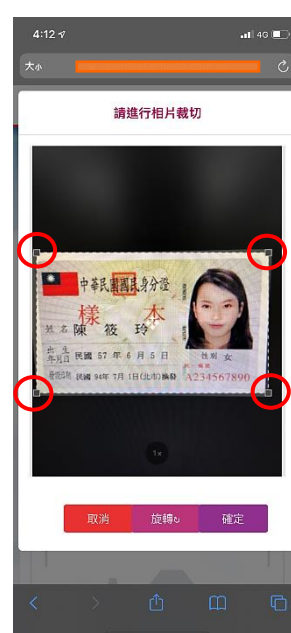 4:12
4G
大小
請進行相片裁切
中華民國國民身分證
樣 本
姓名 陳 筱 玲
出生年月日 民國 57 年 6 月 5 日 性別 女
發證日期 民國 94年 7月 1日(北市)換發 A234567890
1x
取消 旋轉↻ 確定